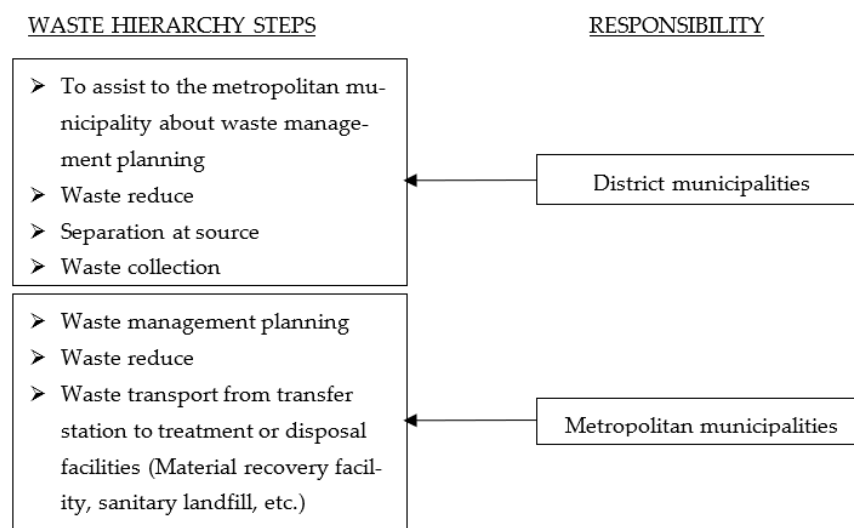 WASTE HIERARCHY STEPS
RESPONSIBILITY
➢ To assist to the metropolitan mu-
nicipality about waste manage-
ment planning
➢ Waste reduce
➢ Separation at source
➢ Waste collection
District municipalities
➢ Waste management planning
➢ Waste reduce
➢ Waste transport from transfer
station to treatment or disposal
facilities (Material recovery facil-
ity, sanitary landfill, etc.)
Metropolitan municipalities